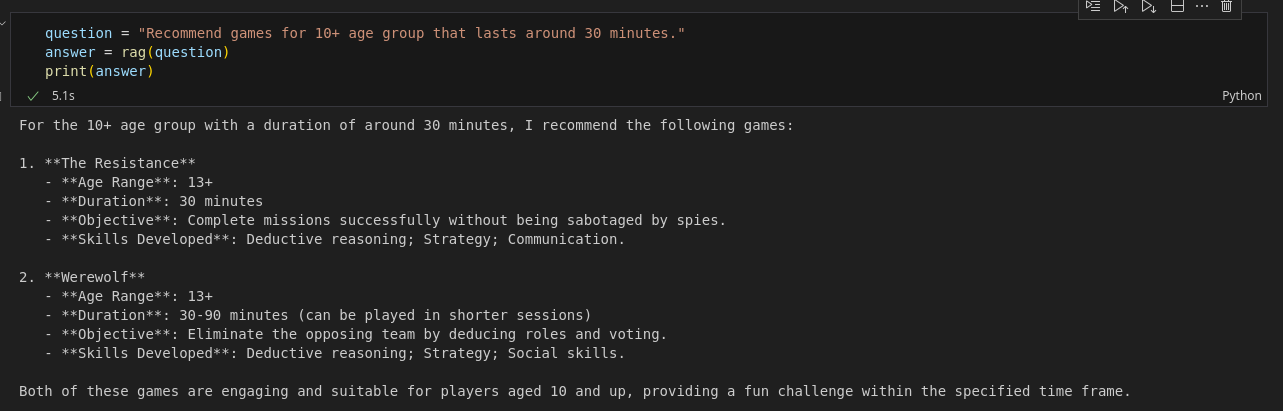 question = "Recommend games for 10+ age group that lasts around 30 minutes."
answer = rag(question)
print(answer)
5.1s
Python
For the 10+ age group with a duration of around 30 minutes, I recommend the following games:
1. **The Resistance**
- **Age Range**: 13+
- **Duration**: 30 minutes
- **Objective**: Complete missions successfully without being sabotaged by spies.
- **Skills Developed**: Deductive reasoning; Strategy; Communication.
2. **Werewolf**
- **Age Range**: 13+
- **Duration**: 30-90 minutes (can be played in shorter sessions)
- **Objective**: Eliminate the opposing team by deducing roles and voting.
- **Skills Developed**: Deductive reasoning; Strategy; Social skills.
Both of these games are engaging and suitable for players aged 10 and up, providing a fun challenge within the specified time frame.